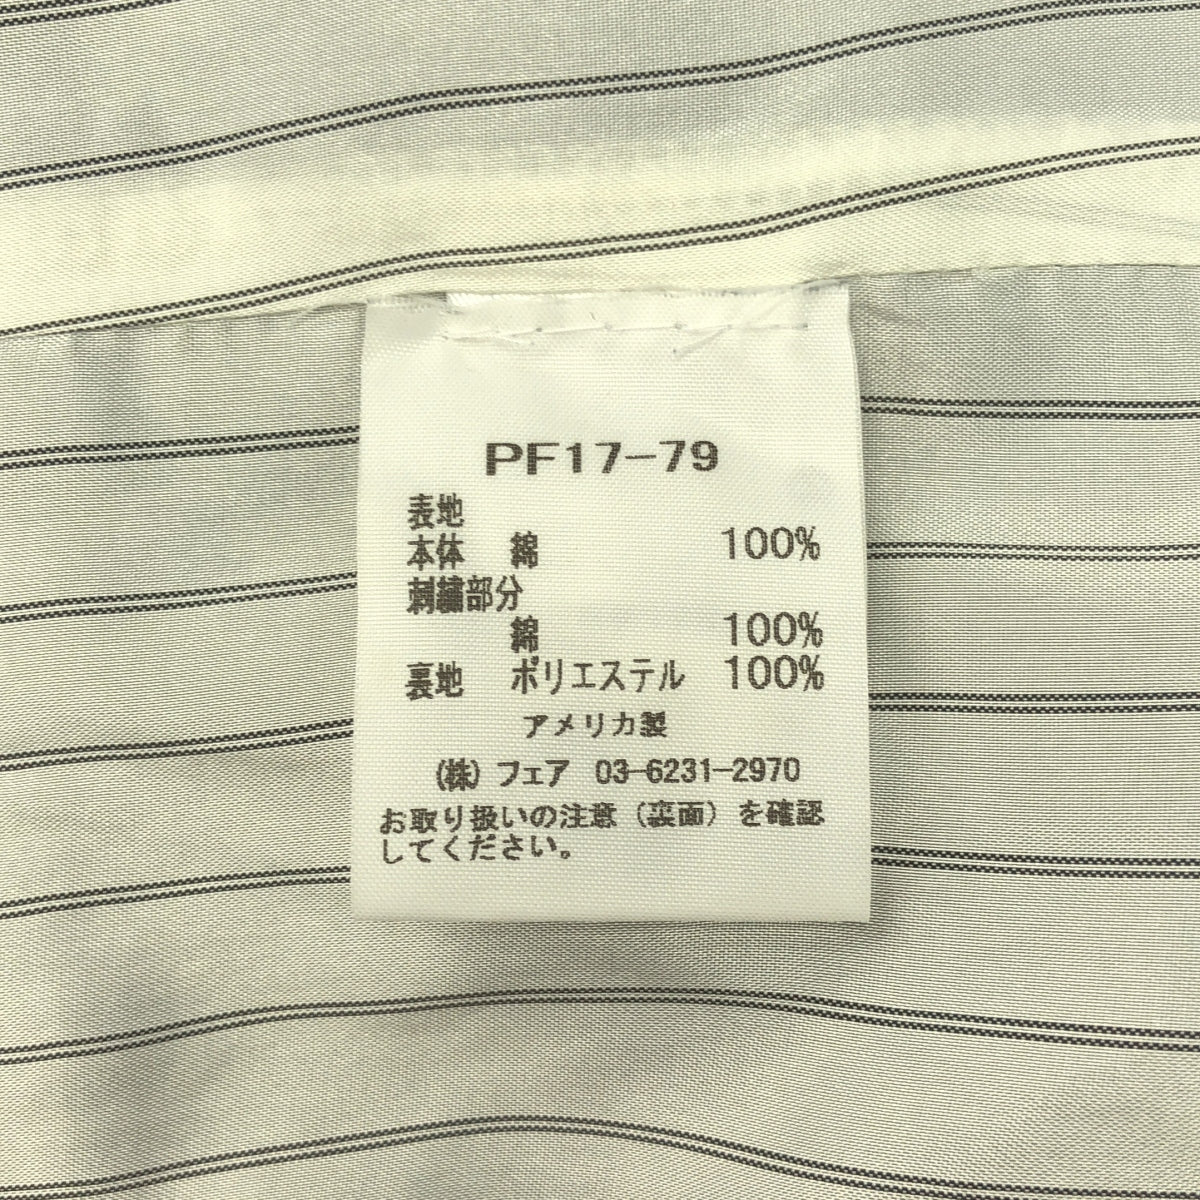 PF17-79
表地
本体 綿 100%
刺繍部分
綿 100%
裏地 ポリエステル 100%
アメリカ製
(株) フェア 03-6231-2970
お取り扱いの注意（裏面）を確認
してください。